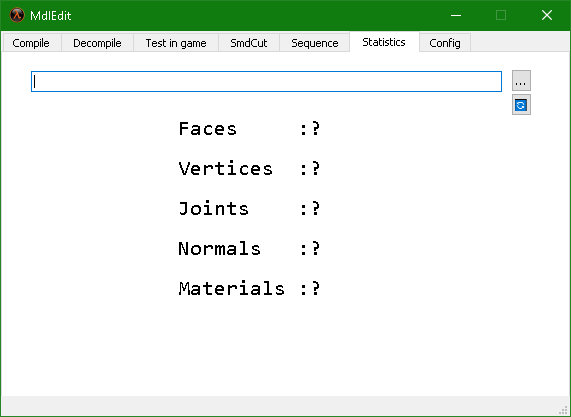 MdlEdit
Compile Decompile Test in game SmdCut Sequence Statistics Config
...
Faces :?
Vertices :?
Joints :?
Normals :?
Materials :?